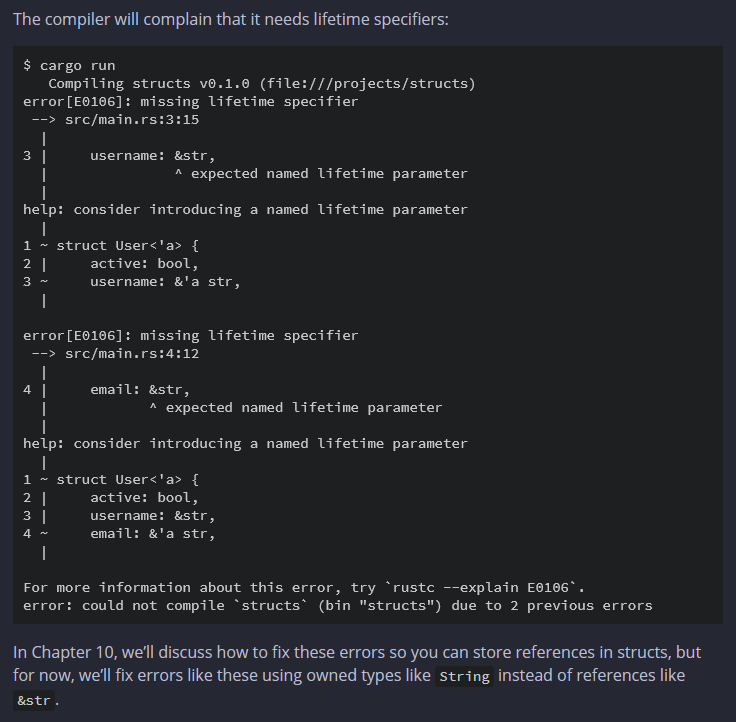 The compiler will complain that it needs lifetime specifiers:
$ cargo run
   Compiling structs v0.1.0 (file:///projects/structs)
error[E0106]: missing lifetime specifier
 --> src/main.rs:3:15
  |
3 |     username: &str,
  |               ^ expected named lifetime parameter
  |
help: consider introducing a named lifetime parameter
  |
1 ~ struct User<'a> {
2 |     active: bool,
3 ~     username: &'a str,
  |
error[E0106]: missing lifetime specifier
 --> src/main.rs:4:12
  |
4 |     email: &str,
  |            ^ expected named lifetime parameter
  |
help: consider introducing a named lifetime parameter
  |
1 ~ struct User<'a> {
2 |     active: bool,
3 |     username: &str,
4 ~     email: &'a str,
  |
For more information about this error, try `rustc --explain E0106`.
error: could not compile `structs` (bin "structs") due to 2 previous errors
In Chapter 10, we’ll discuss how to fix these errors so you can store references in structs, but
for now, we’ll fix errors like these using owned types like String instead of references like
&str.